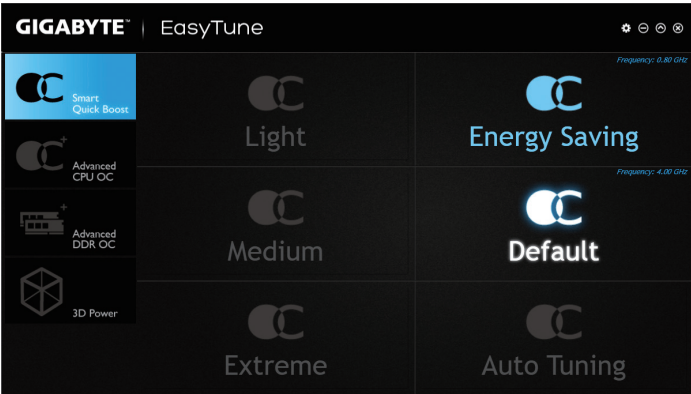 GIGABYTE™ | EasyTune
Smart
Quick Boost
Advanced
CPU OC
Advanced
DDR OC
3D Power
Light
Frequency: 0.80 GHz
Energy Saving
Medium
Frequency: 4.00 GHz
Default
Extreme
Auto Tuning